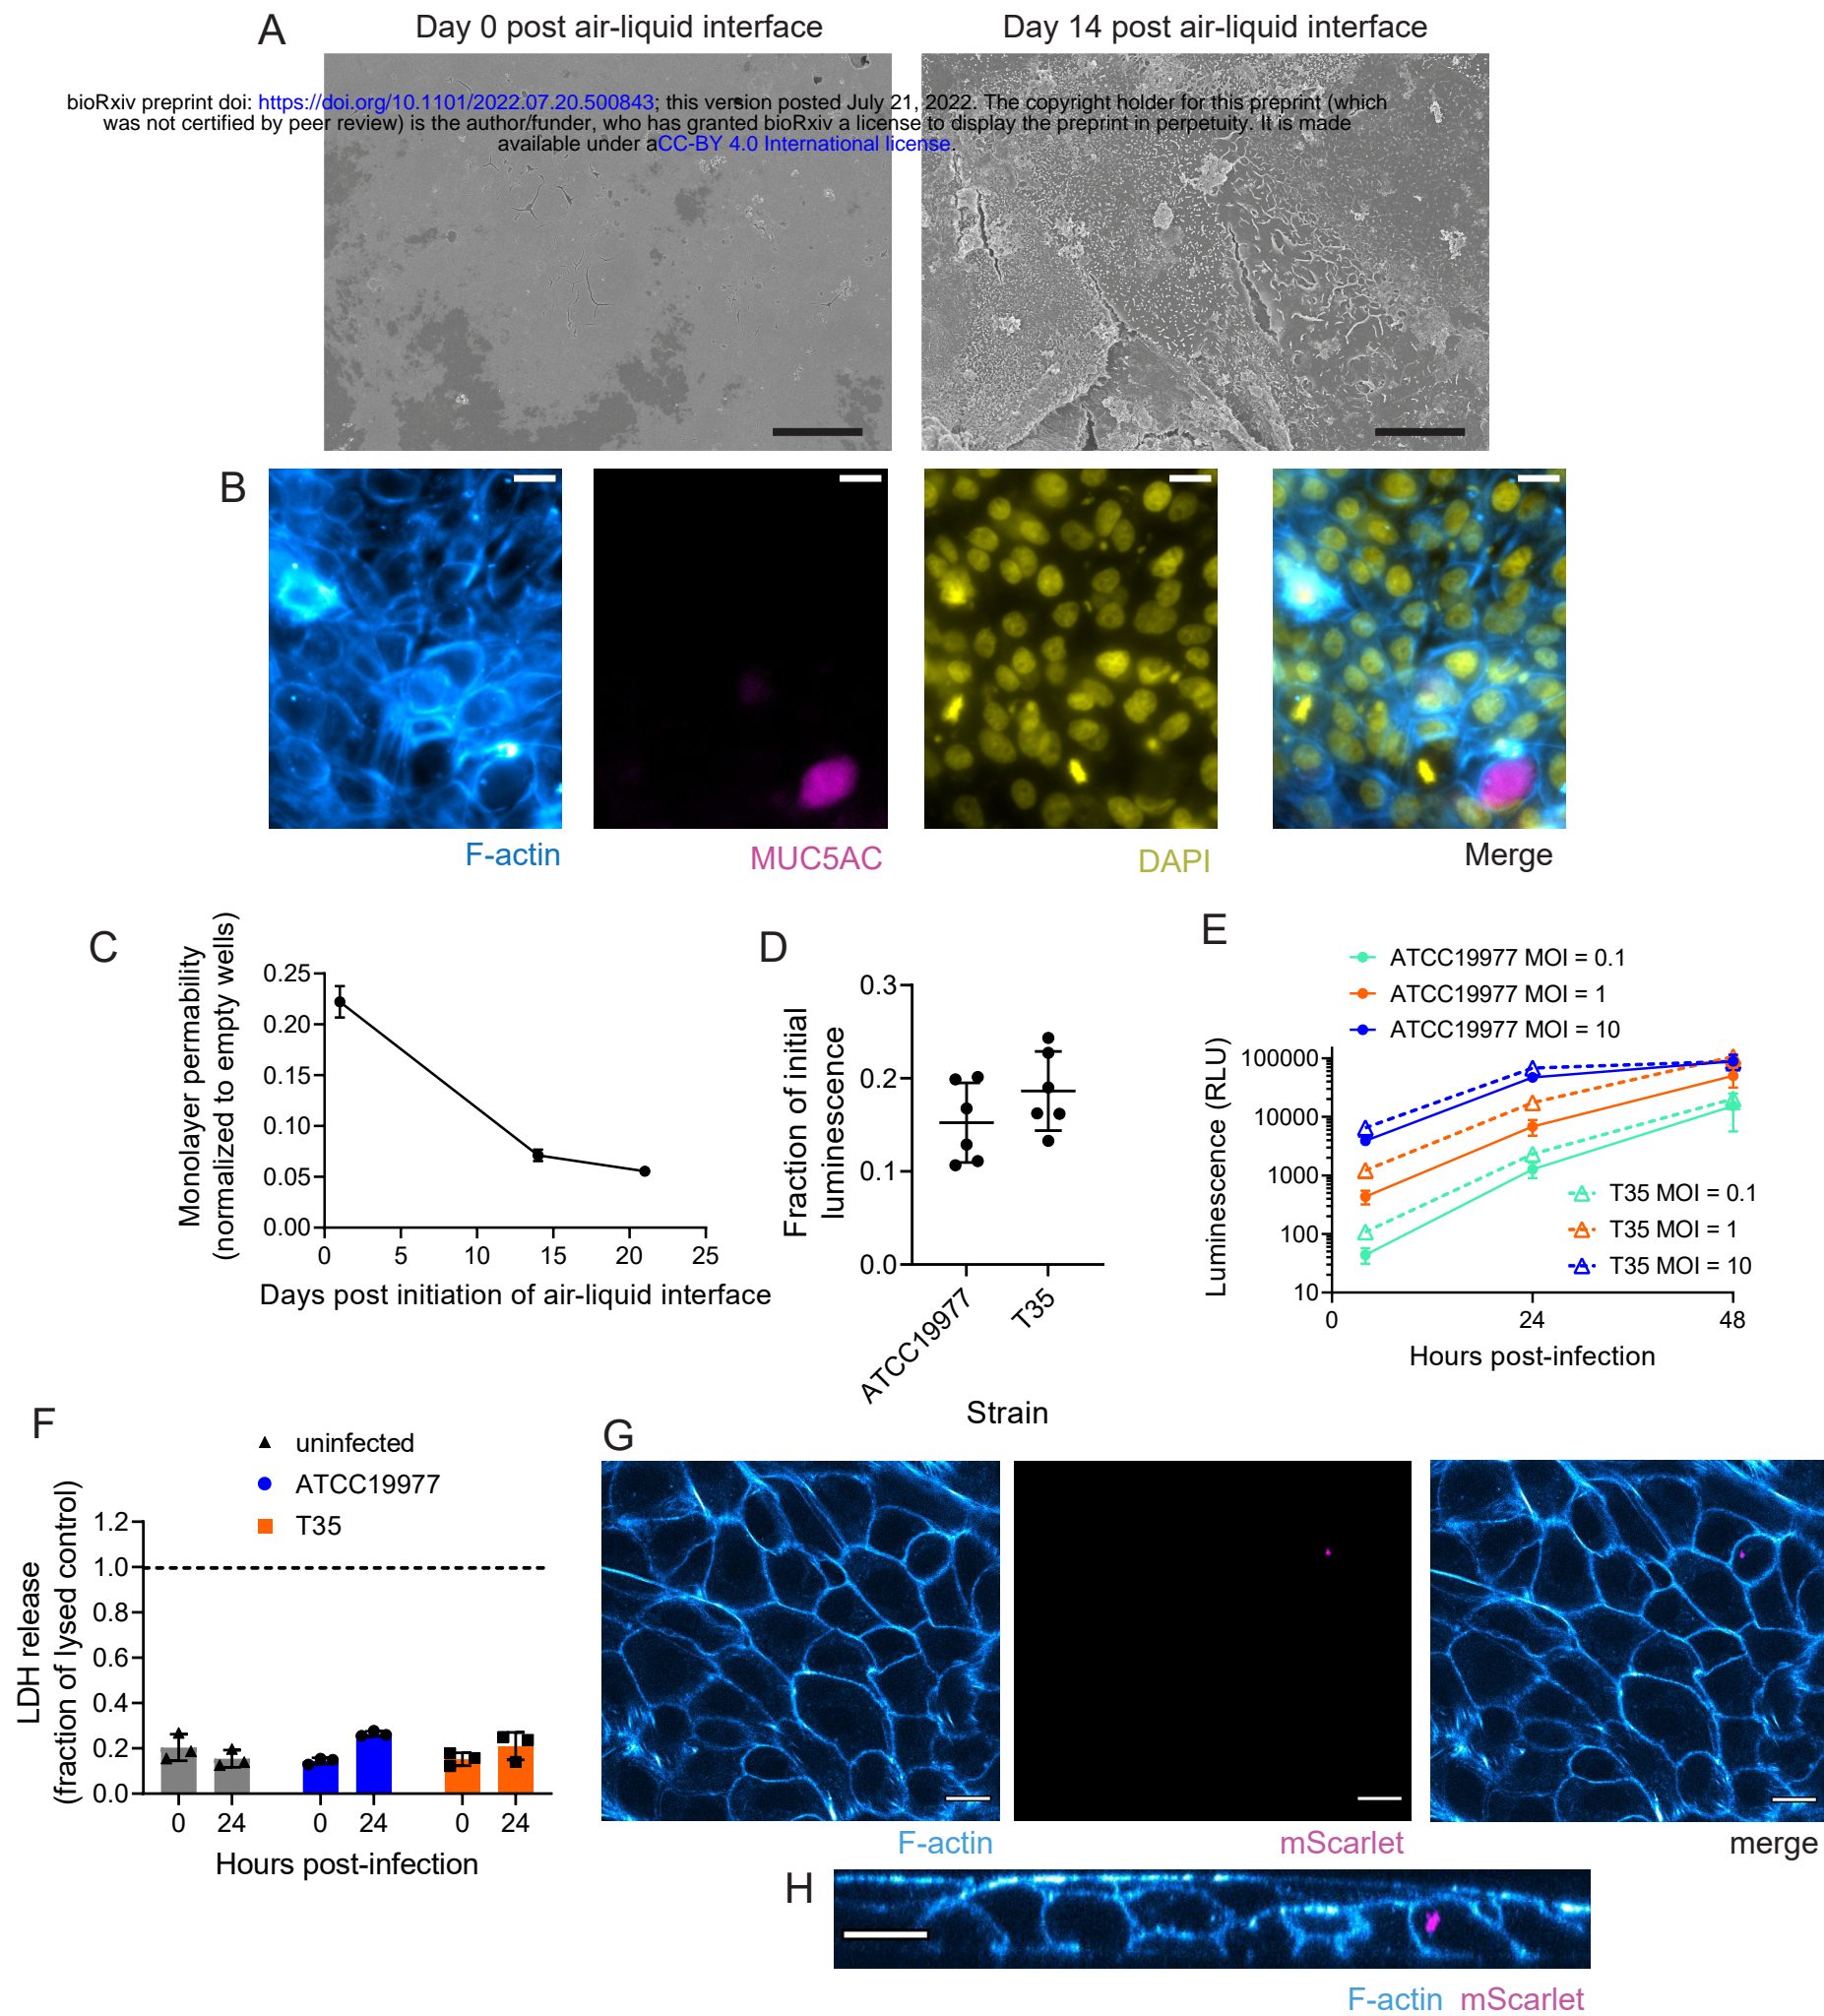 A
Day 0 post air-liquid interface
Day 14 post air-liquid interface
bioRxiv preprint doi: https://doi.org/10.1101/2022.07.20.500843; this version posted July 21, 2022. The copyright holder for this preprint (which
was not certified by peer review) is the author/funder, who has granted bioRxiv a license to display the preprint in perpetuity. It is made
available under aCC-BY 4.0 International license.
B
F-actin
MUC5AC
DAPI
Merge
C
Monolayer permability
(normalized to empty wells)
0.25
0.20
0.15
0.10
0.05
0.00
0 5 10 15 20 25
Days post initiation of air-liquid interface
D
Fraction of initial
luminescence
0.3
0.2
0.1
0.0
ATCC19977
T35
Strain
E
ATCC19977 MOI = 0.1
ATCC19977 MOI = 1
ATCC19977 MOI = 10
Luminescence (RLU)
100000
10000
1000
100
10
T35 MOI = 0.1
T35 MOI = 1
T35 MOI = 10
0 24 48
Hours post-infection
F
uninfected
ATCC19977
T35
LDH release
(fraction of lysed control)
1.2
1.0
0.8
0.6
0.4
0.2
0.0
0 24 0 24 0 24
Hours post-infection
G
F-actin
mScarlet
merge
H
F-actin mScarlet